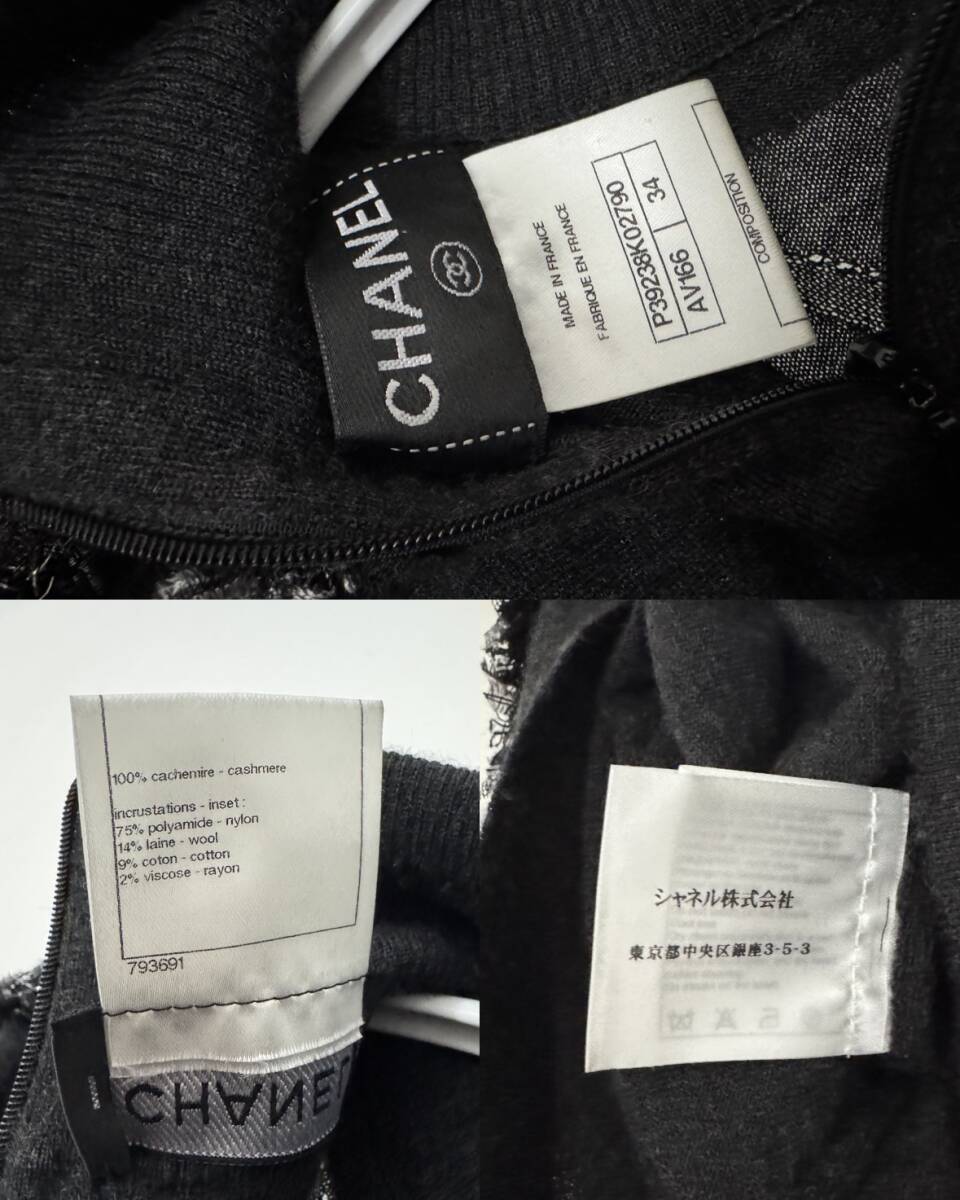 CHANEL
MADE IN FRANCE
FABRIQUE EN FRANCE
P39238K02790
AV166 34
COMPOSITION
100% cachemire - cashmere
incrustations - inset :
75% polyamide - nylon
14% laine - wool
9% coton - cotton
2% viscose - rayon
793691
CHANEL
シャネル株式会社
東京都中央区銀座3-5-3